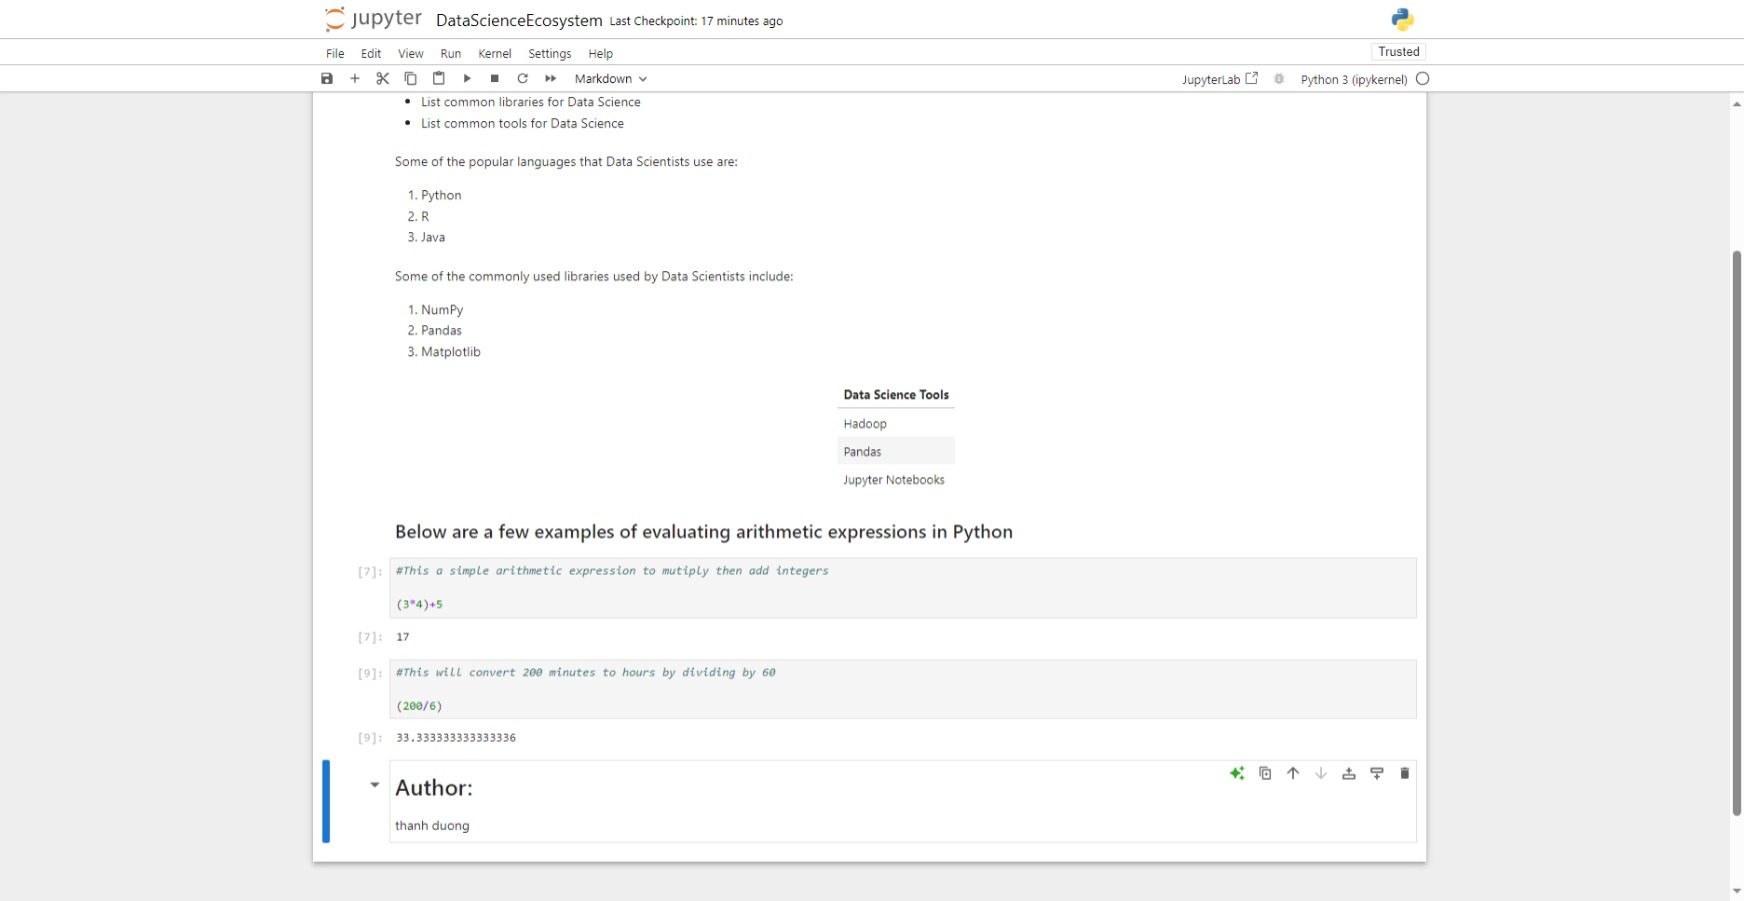 jupyter DataScienceEcosystem Last Checkpoint: 17 minutes ago
File Edit View Run Kernel Settings Help Trusted
Markdown JupyterLab Python 3 (ipykernel)
• List common libraries for Data Science
• List common tools for Data Science
Some of the popular languages that Data Scientists use are:
1. Python
2. R
3. Java
Some of the commonly used libraries used by Data Scientists include:
1. NumPy
2. Pandas
3. Matplotlib
Data Science Tools
Hadoop
Pandas
Jupyter Notebooks
Below are a few examples of evaluating arithmetic expressions in Python
[7]: #This a simple arithmetic expression to mutiply then add integers
(3*4)+5
[7]: 17
[9]: #This will convert 200 minutes to hours by dividing by 60
(200/6)
[9]: 33.333333333333336
Author:
thanh duong